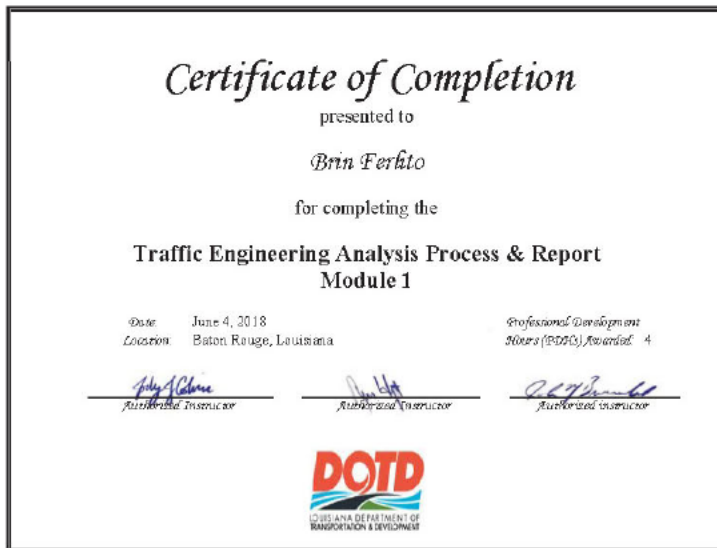 Certificate of Completion
presented to
Brin Ferlito
for completing the
Traffic Engineering Analysis Process & Report
Module 1
Date: June 4, 2018
Location: Baton Rouge, Louisiana
Professional Development
Hours (PDHs) Awarded: 4
Authorized Instructor
Authorized Instructor
Authorized instructor
DOTD
LOUISIANA DEPARTMENT OF
TRANSPORTATION & DEVELOPMENT